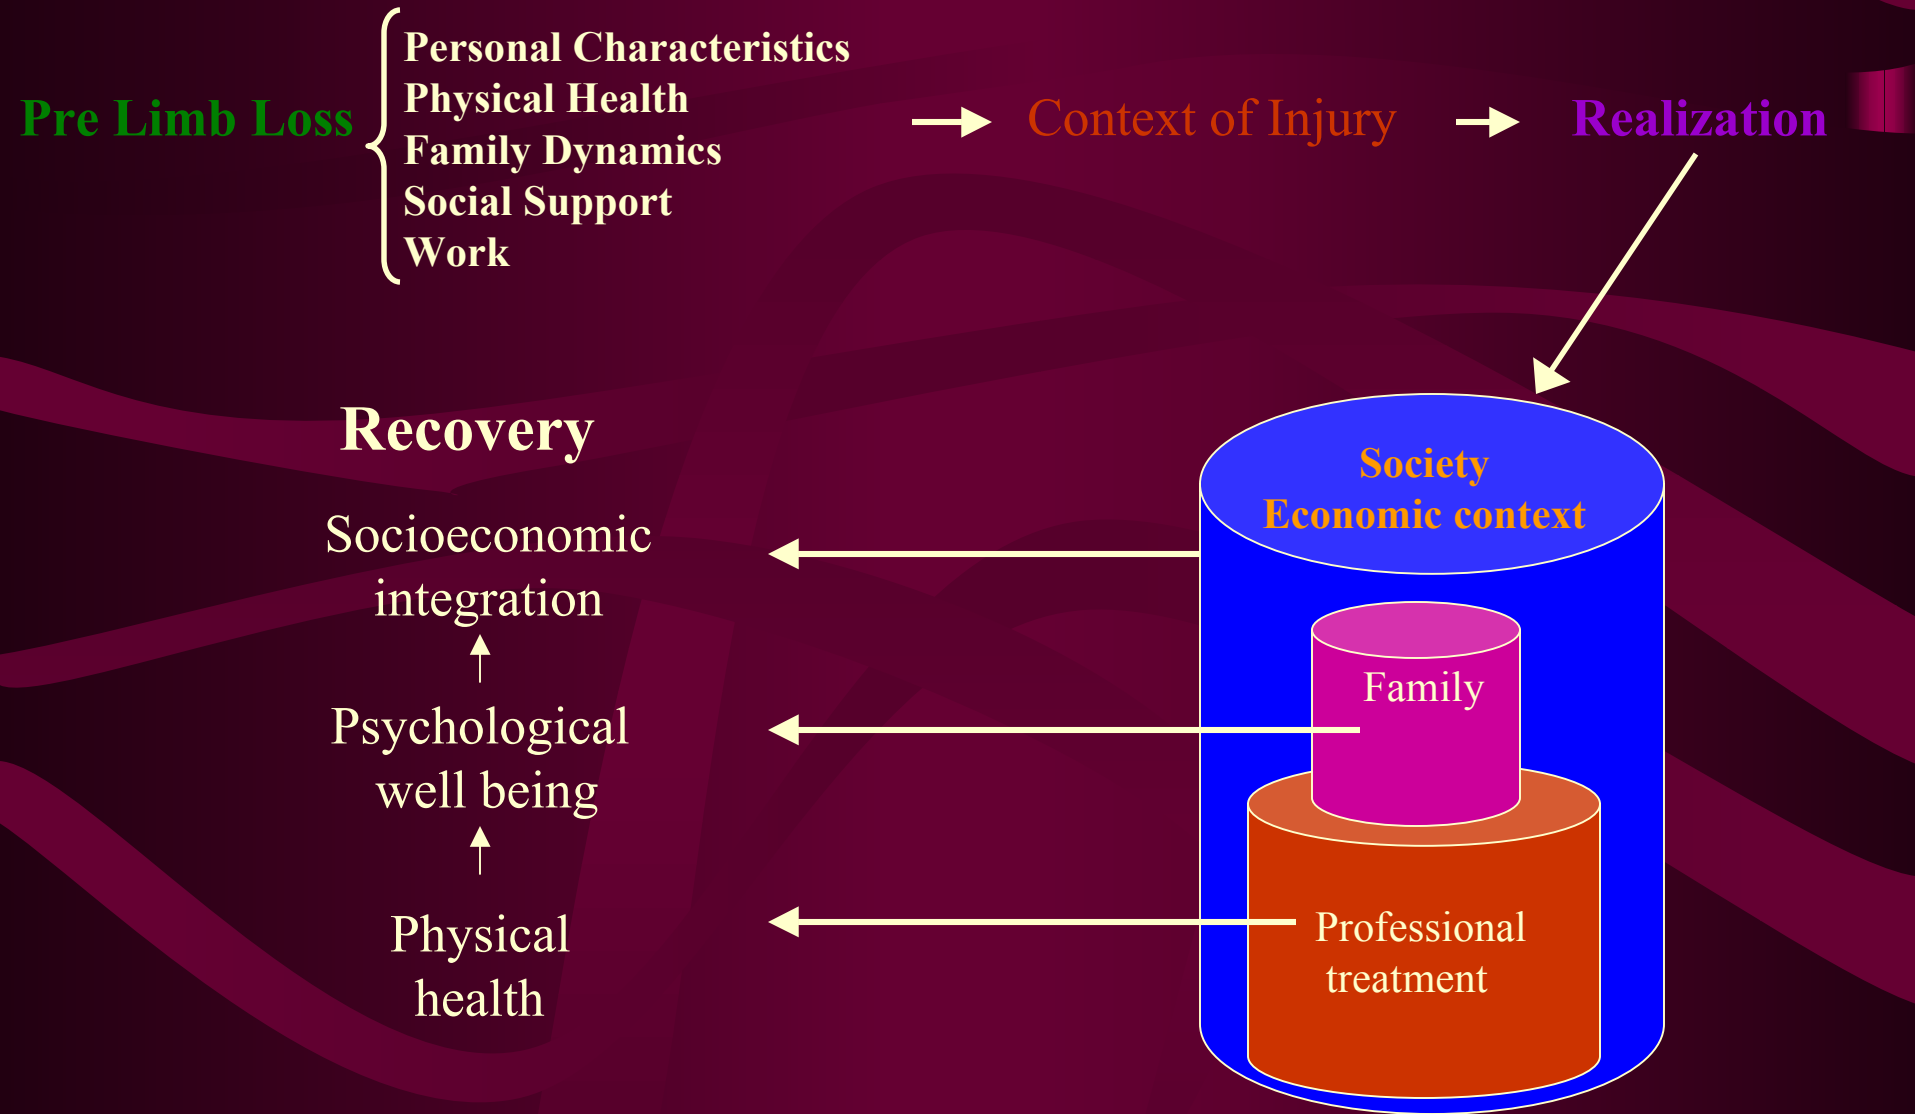 Pre Limb Loss
Personal Characteristics
Physical Health
Family Dynamics
Social Support
Work
Context of Injury
Realization
Society
Economic context
Family
Professional
treatment
Recovery
Socioeconomic
integration
Psychological
well being
Physical
health